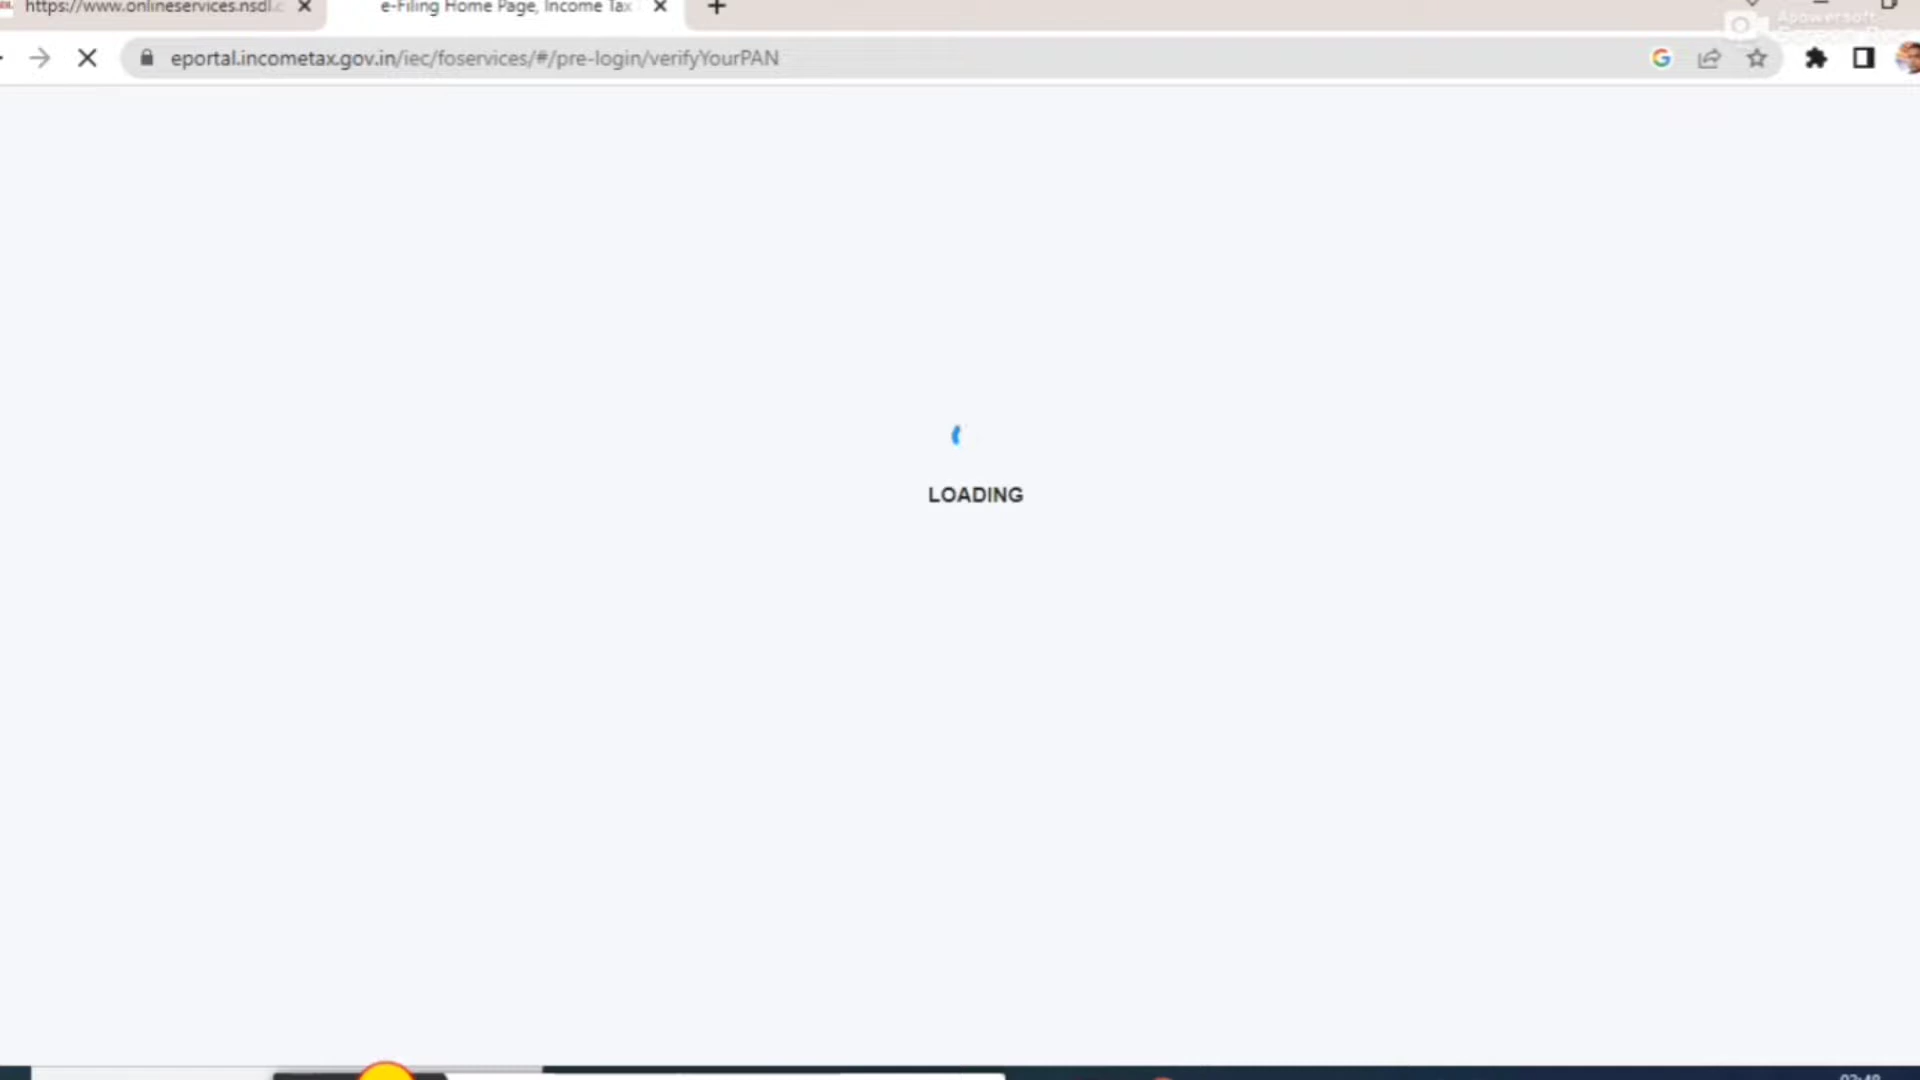 https://www.onlineservices.nsdl.c
e-Filing Home Page, Income Tax
eportal.incometax.gov.in/iec/foservices/#/pre-login/verifyYourPAN
Apowersoft
LOADING